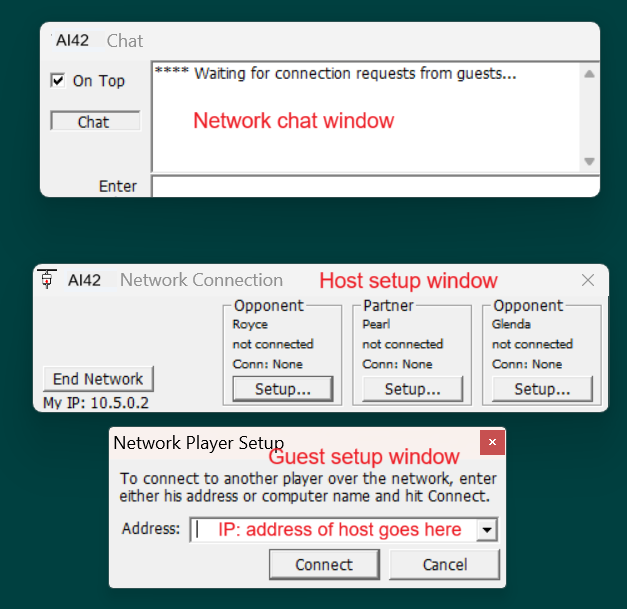 AI42 Chat
On Top
**** Waiting for connection requests from guests...
Chat
Network chat window
Enter
AI42 Network Connection Host setup window
Opponent Partner Opponent
Royce Pearl Glenda
not connected not connected not connected
Conn: None Conn: None Conn: None
End Network Setup... Setup... Setup...
My IP: 10.5.0.2
Network Player Setup
Guest setup window
To connect to another player over the network, enter
either his address or computer name and hit Connect.
Address: IP: address of host goes here
Connect Cancel